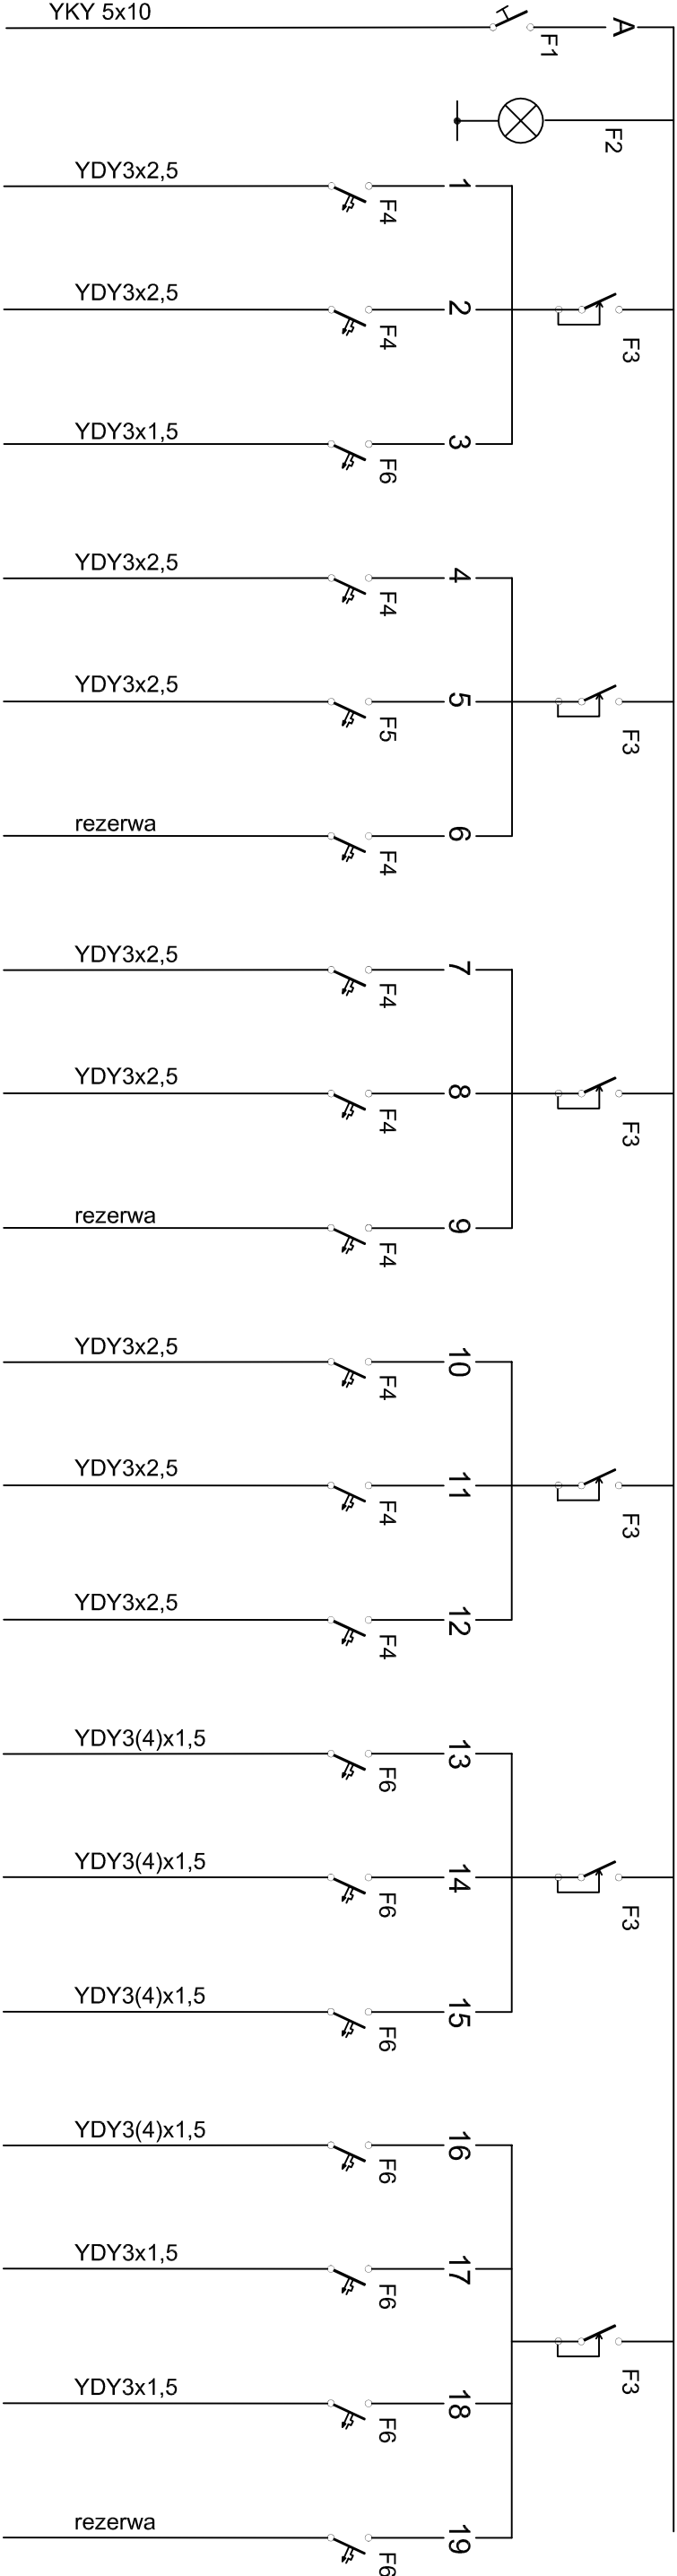 YKY 5x10
F1
A
F2
YDY3x2,5
F4
1
YDY3x2,5
F4
2
F3
YDY3x1,5
F6
3
YDY3x2,5
F4
4
YDY3x2,5
F5
5
F3
rezerwa
F4
6
YDY3x2,5
F4
7
YDY3x2,5
F4
8
F3
rezerwa
F4
9
YDY3x2,5
F4
10
YDY3x2,5
F4
11
F3
YDY3x2,5
F4
12
YDY3(4)x1,5
F6
13
YDY3(4)x1,5
F6
14
F3
YDY3(4)x1,5
F6
15
YDY3(4)x1,5
F6
16
YDY3x1,5
F6
17
F3
YDY3x1,5
F6
18
rezerwa
F6
19